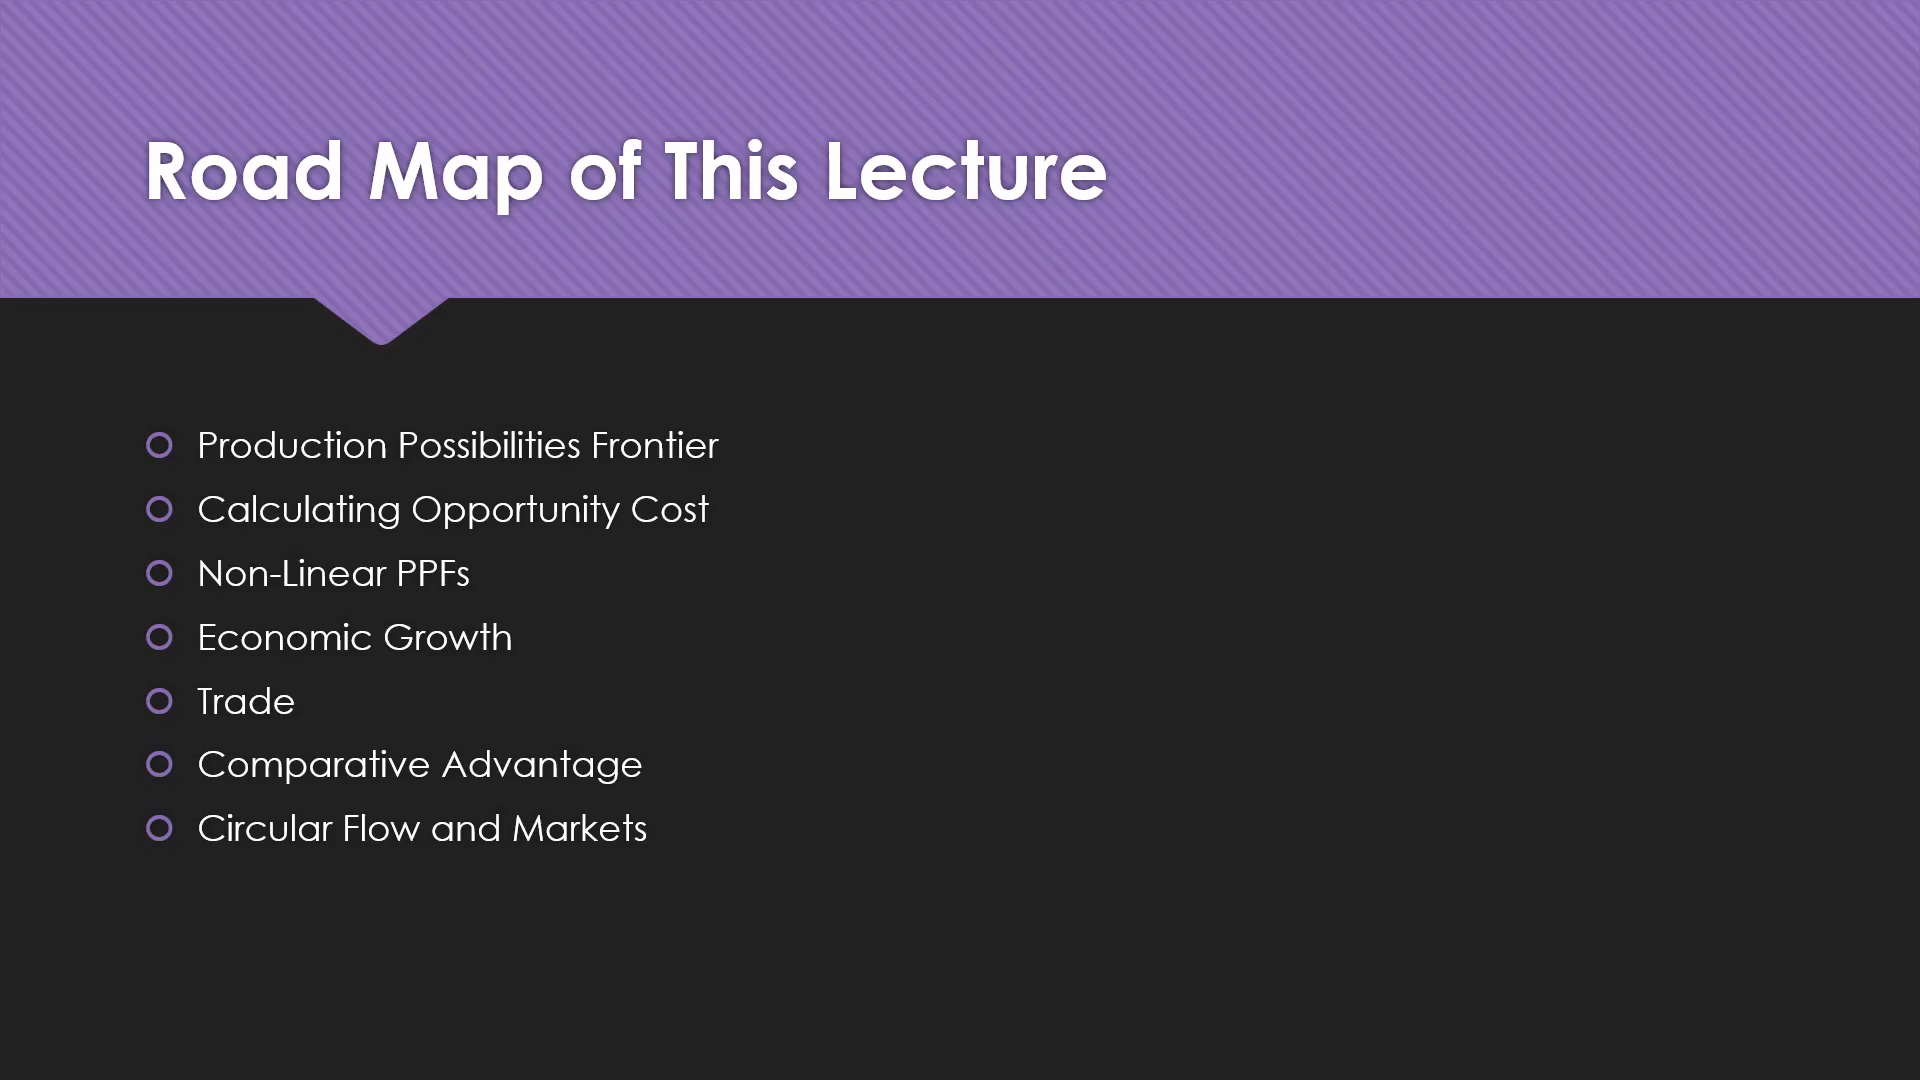 Road Map of This Lecture
Production Possibilities Frontier
Calculating Opportunity Cost
Non-Linear PPFs
Economic Growth
Trade
Comparative Advantage
Circular Flow and Markets